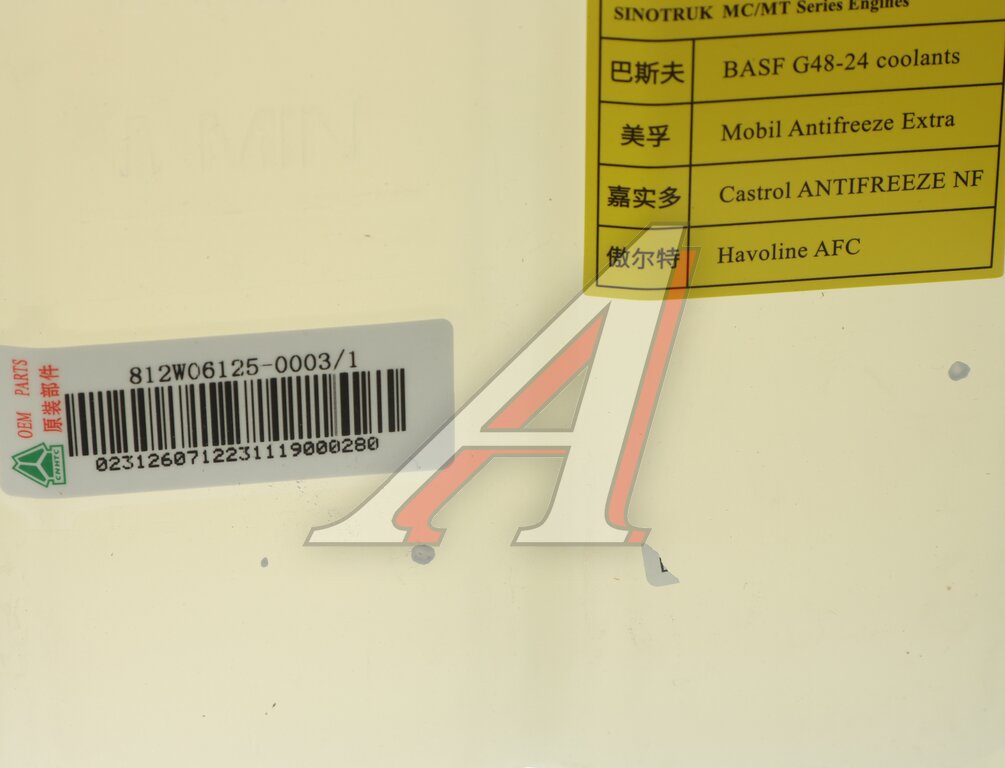 SINOTRUK MC/MT Series Engines
巴斯夫 BASF G48-24 coolants
美孚 Mobil Antifreeze Extra
嘉实多 Castrol ANTIFREEZE NF
傲尔特 Havoline AFC
812W06125-0003/1
OEM PARTS
原装部件
02312607122311119000280
CNHTC
A